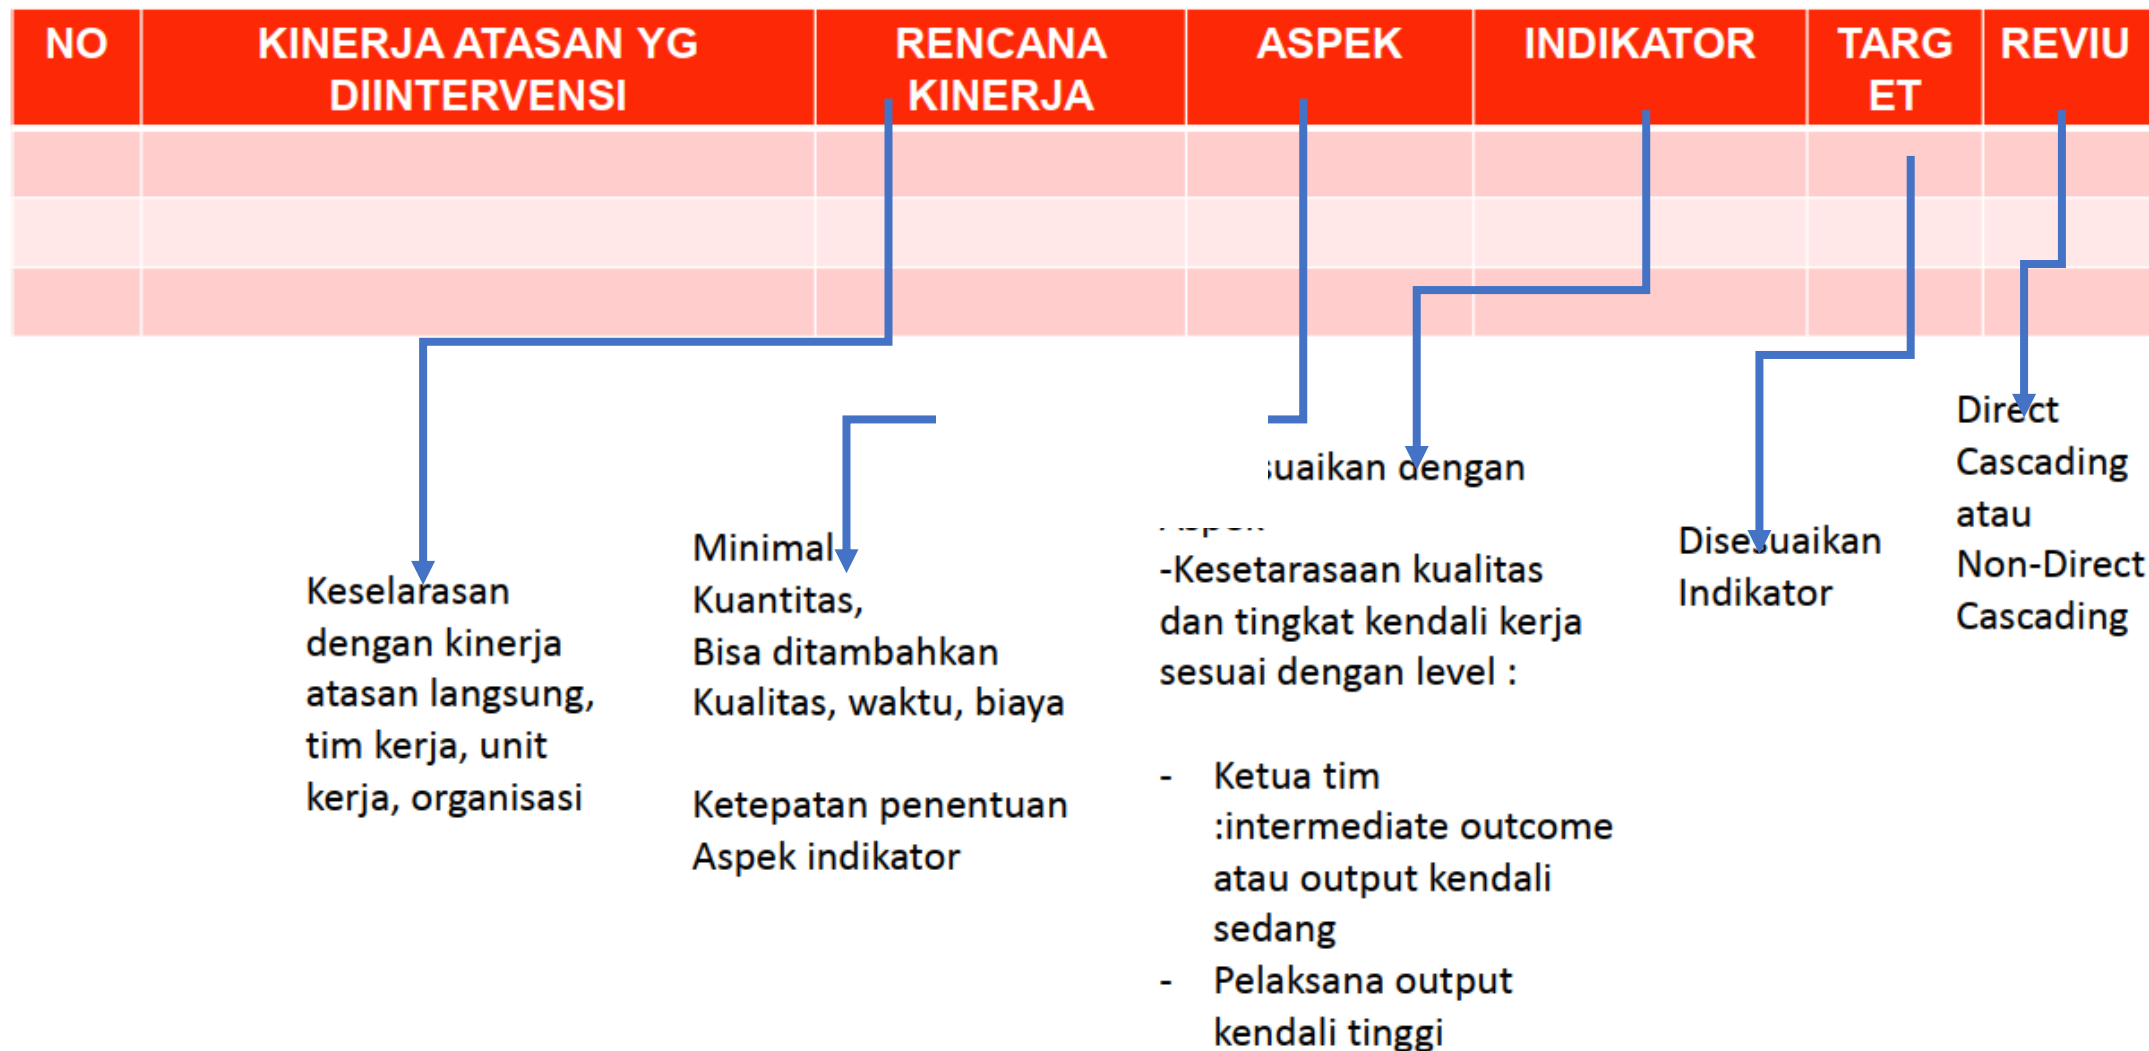 NO
KINERJA ATASAN YG
DIINTERVENSI
RENCANA
KINERJA
ASPEK
INDIKATOR
TARG
ET
REVIU
Keselarasan
dengan kinerja
atasan langsung,
tim kerja, unit
kerja, organisasi
Minimal
Kuantitas,
Bisa ditambahkan
Kualitas, waktu, biaya
Ketepatan penentuan
Aspek indikator
suaikan dengan
-Kesetarasaan kualitas
dan tingkat kendali kerja
sesuai dengan level :
- Ketua tim
:intermediate outcome
atau output kendali
sedang
- Pelaksana output
kendali tinggi
Disesuaikan
Indikator
Direct
Cascading
atau
Non-Direct
Cascading